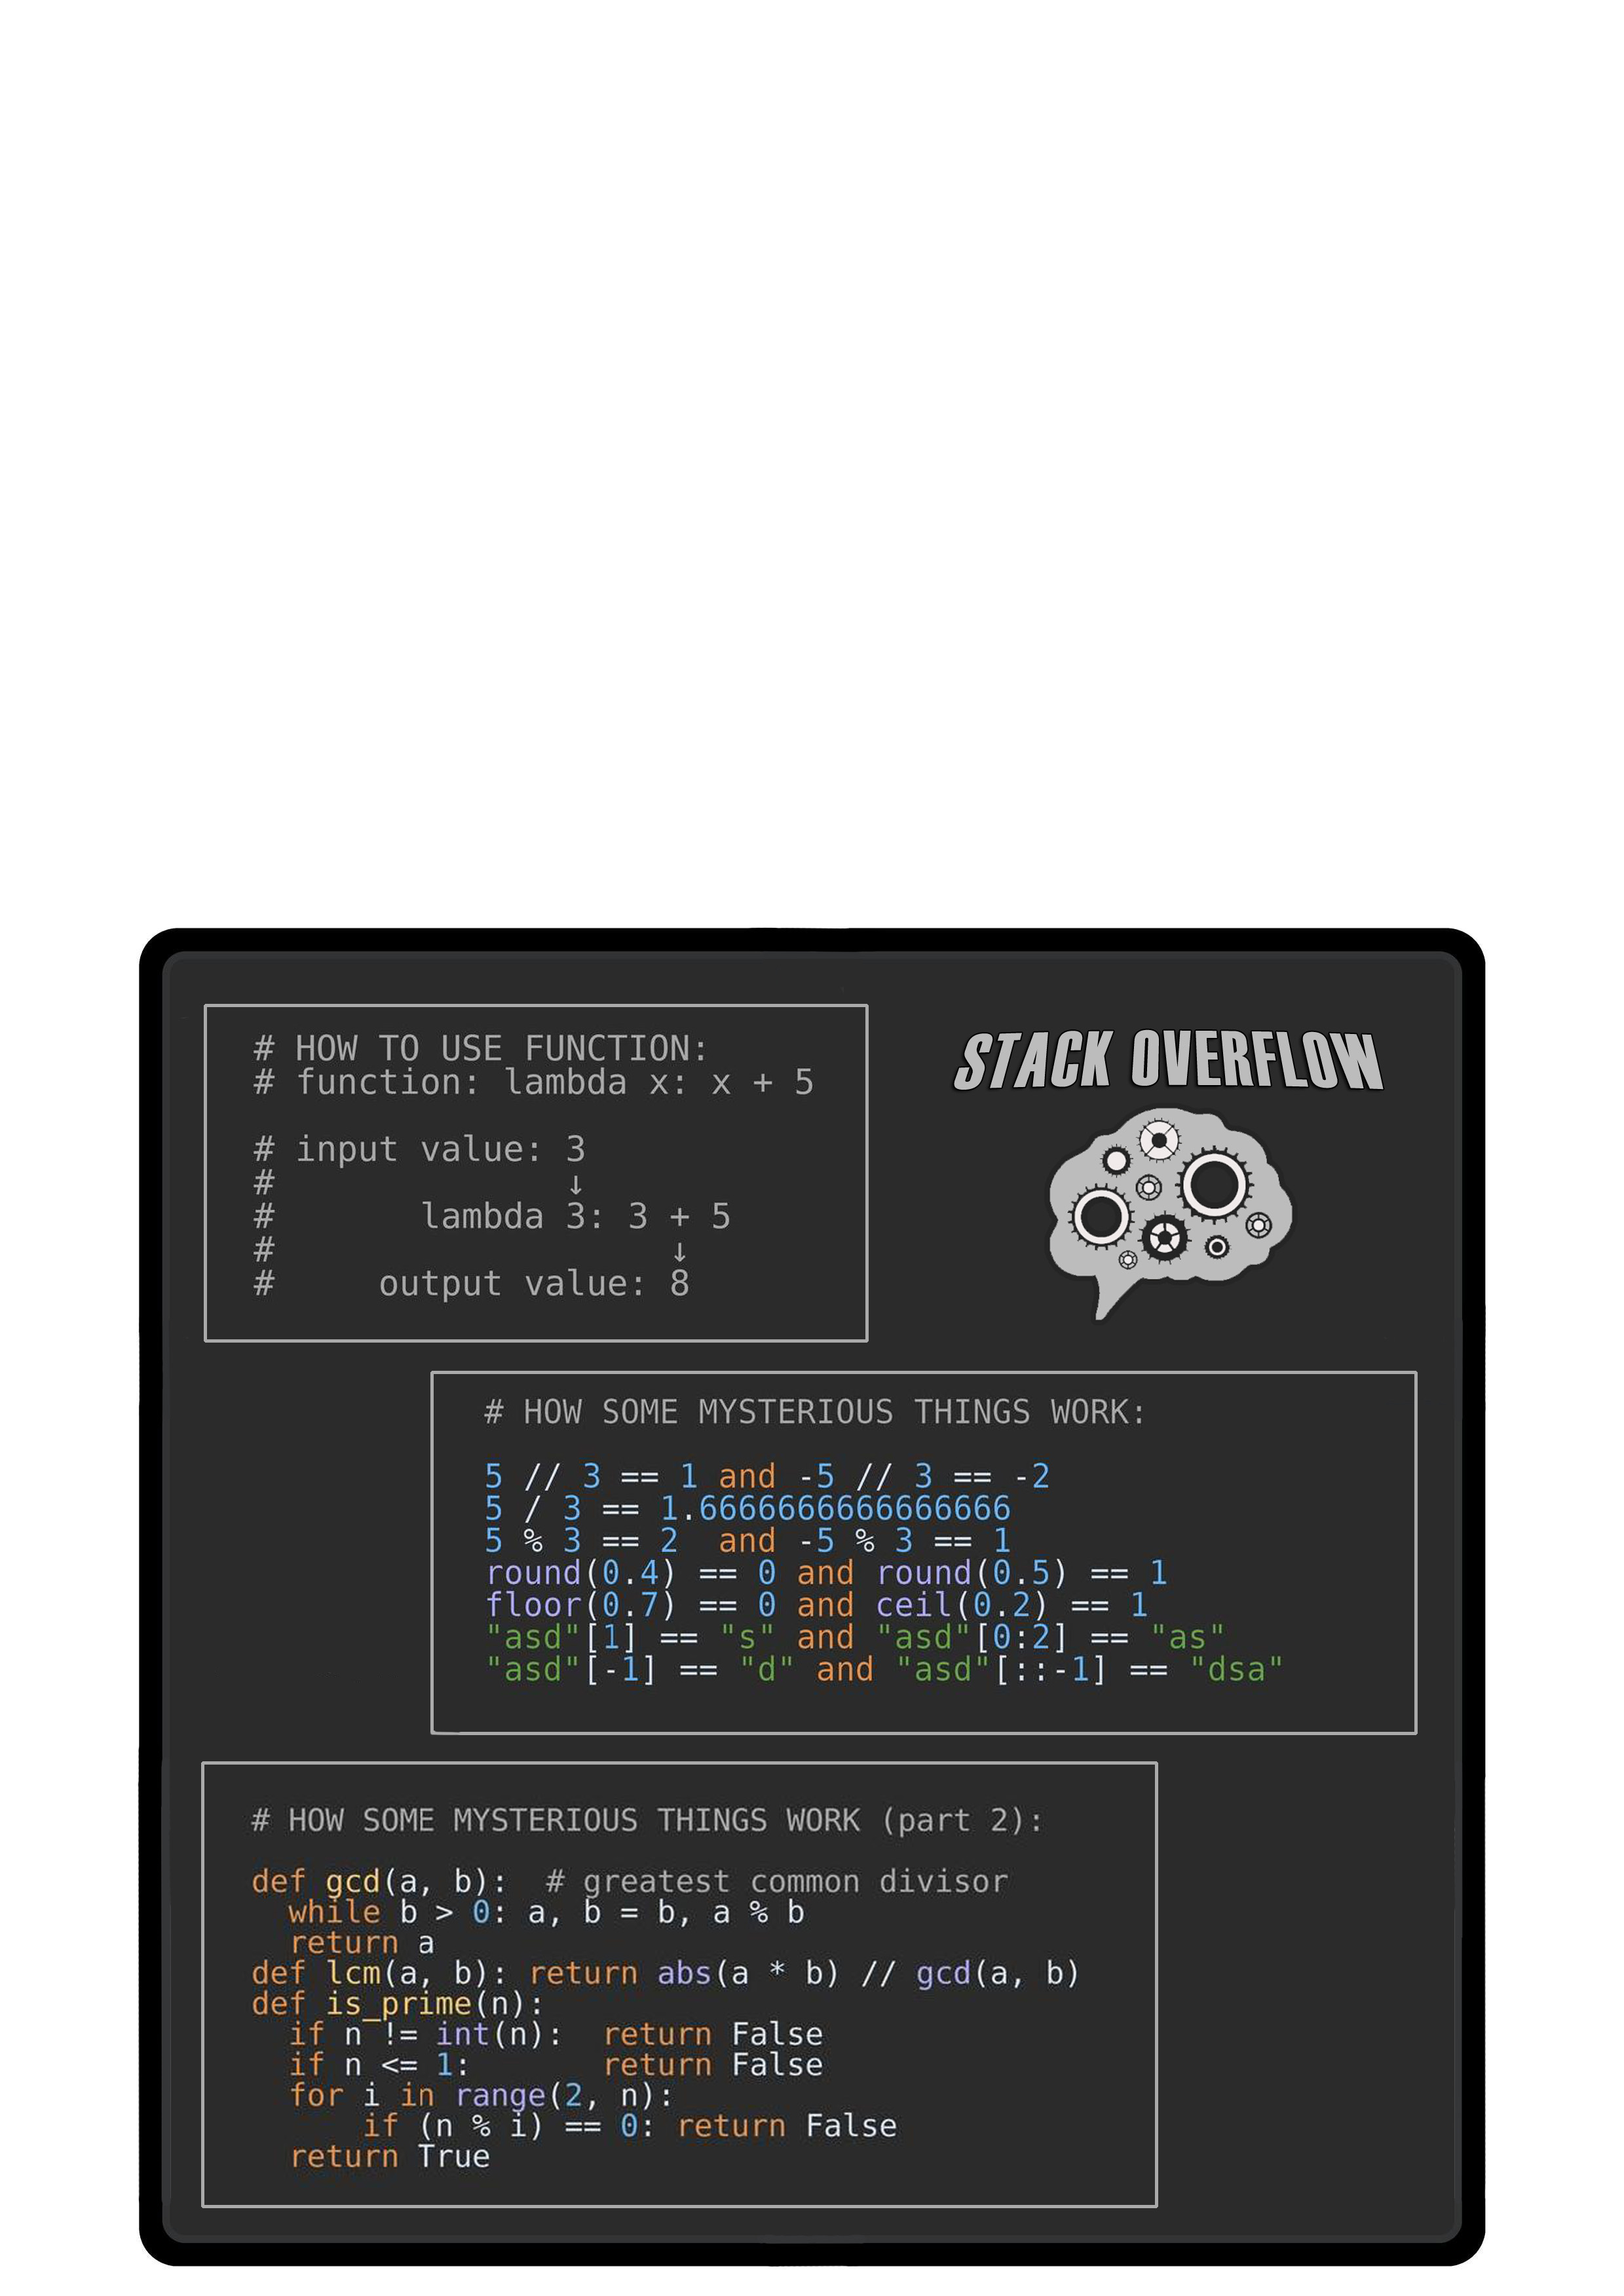 # HOW TO USE FUNCTION:
# function: lambda x: x + 5
# input value: 3
#              ↓
#       lambda 3: 3 + 5
#                   ↓
#     output value: 8
STACK OVERFLOW
# HOW SOME MYSTERIOUS THINGS WORK:
5 // 3 == 1 and -5 // 3 == -2
5 / 3 == 1.6666666666666666
5 % 3 == 2  and -5 % 3 == 1
round(0.4) == 0 and round(0.5) == 1
floor(0.7) == 0 and ceil(0.2) == 1
"asd"[1] == "s" and "asd"[0:2] == "as"
"asd"[-1] == "d" and "asd"[::-1] == "dsa"
# HOW SOME MYSTERIOUS THINGS WORK (part 2):
def gcd(a, b):  # greatest common divisor
  while b > 0: a, b = b, a % b
  return a
def lcm(a, b): return abs(a * b) // gcd(a, b)
def is_prime(n):
  if n != int(n):  return False
  if n <= 1:       return False
  for i in range(2, n):
      if (n % i) == 0: return False
  return True